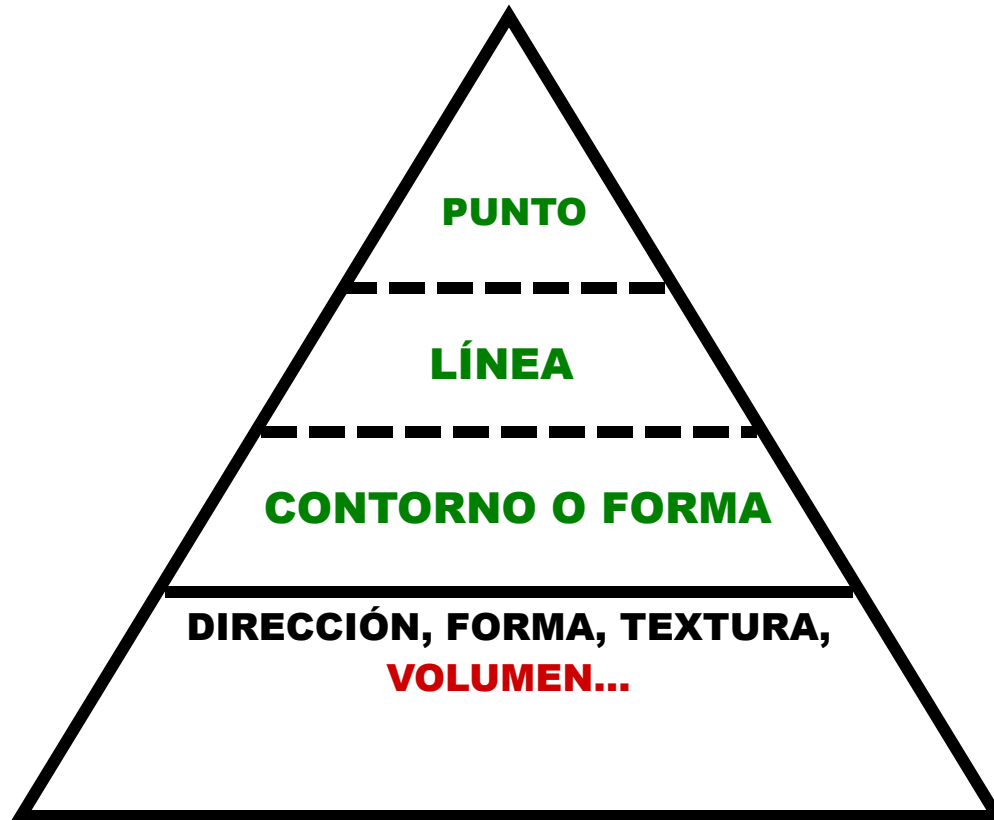 PUNTO
LÍNEA
CONTORNO O FORMA
DIRECCIÓN, FORMA, TEXTURA,
VOLUMEN...